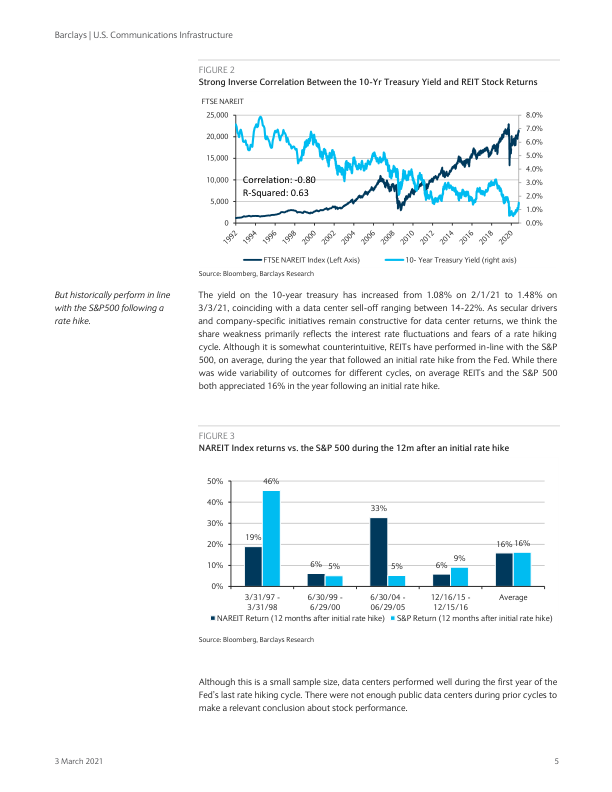 Barclays | U.S. Communications Infrastructure
FIGURE 2
Strong Inverse Correlation Between the 10-Yr Treasury Yield and REIT Stock Returns
FTSE NAREIT
25,000
20,000
15,000
10,000
5,000
0
8.0%
7.0%
6.0%
5.0%
4.0%
3.0%
2.0%
1.0%
0.0%
Correlation: -0.80
R-Squared: 0.63
1992
1994
1996
1998
2000
2002
2004
2006
2008
2010
2012
2014
2016
2018
2020
FTSE NAREIT Index (Left Axis)
10- Year Treasury Yield (right axis)
Source: Bloomberg, Barclays Research
But historically perform in line
with the S&P500 following a
rate hike.
The yield on the 10-year treasury has increased from 1.08% on 2/1/21 to 1.48% on
3/3/21, coinciding with a data center sell-off ranging between 14-22%. As secular drivers
and company-specific initiatives remain constructive for data center returns, we think the
share weakness primarily reflects the interest rate fluctuations and fears of a rate hiking
cycle. Although it is somewhat counterintuitive, REITs have performed in-line with the S&P
500, on average, during the year that followed an initial rate hike from the Fed. While there
was wide variability of outcomes for different cycles, on average REITs and the S&P 500
both appreciated 16% in the year following an initial rate hike.
FIGURE 3
NAREIT Index returns vs. the S&P 500 during the 12m after an initial rate hike
50%
40%
30%
20%
10%
0%
19%
46%
6%
5%
33%
5%
6%
9%
16%
16%
3/31/97 -
3/31/98
6/30/99 -
6/29/00
6/30/04 -
06/29/05
12/16/15 -
12/15/16
Average
NAREIT Return (12 months after initial rate hike)
S&P Return (12 months after initial rate hike)
Source: Bloomberg, Barclays Research
Although this is a small sample size, data centers performed well during the first year of the
Fed's last rate hiking cycle. There were not enough public data centers during prior cycles to
make a relevant conclusion about stock performance.
3 March 2021
5